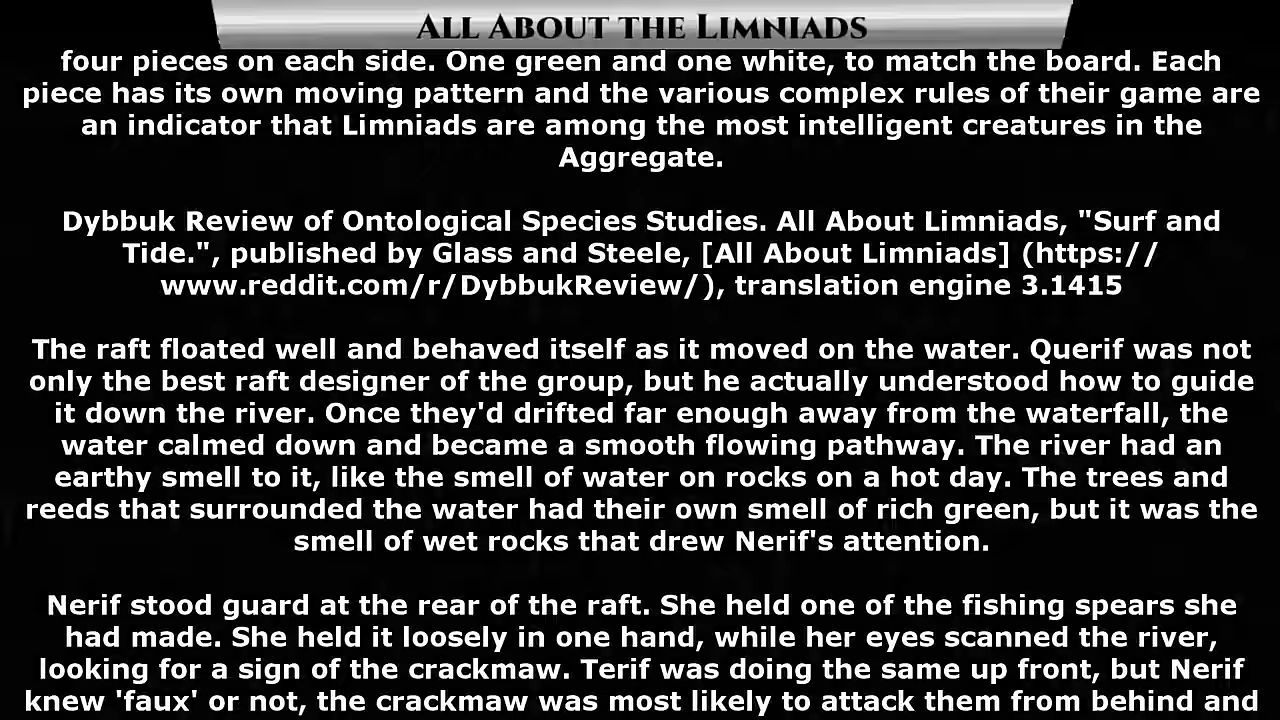 ALL ABOUT THE LIMNIADS
four pieces on each side. One green and one white, to match the board. Each
piece has its own moving pattern and the various complex rules of their game are
an indicator that Limniads are among the most intelligent creatures in the
Aggregate.
Dybbuk Review of Ontological Species Studies. All About Limniads, "Surf and
Tide.", published by Glass and Steele, [All About Limniads] (https://
www.reddit.com/r/DybbukReview/), translation engine 3.1415
The raft floated well and behaved itself as it moved on the water. Querif was not
only the best raft designer of the group, but he actually understood how to guide
it down the river. Once they'd drifted far enough away from the waterfall, the
water calmed down and became a smooth flowing pathway. The river had an
earthy smell to it, like the smell of water on rocks on a hot day. The trees and
reeds that surrounded the water had their own smell of rich green, but it was the
smell of wet rocks that drew Nerif's attention.
Nerif stood guard at the rear of the raft. She held one of the fishing spears she
had made. She held it loosely in one hand, while her eyes scanned the river,
looking for a sign of the crackmaw. Terif was doing the same up front, but Nerif
knew 'faux' or not, the crackmaw was most likely to attack them from behind and